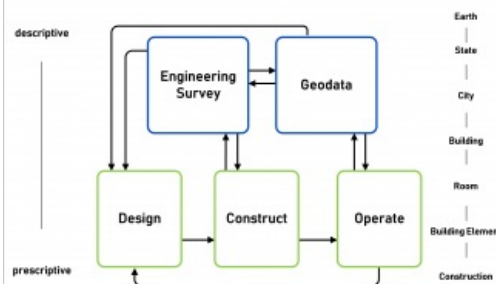 descriptive
Engineering
Survey
Geodata
Design
Construct
Operate
prescriptive
Earth
State
City
Building
Room
Building Elemen
Construction